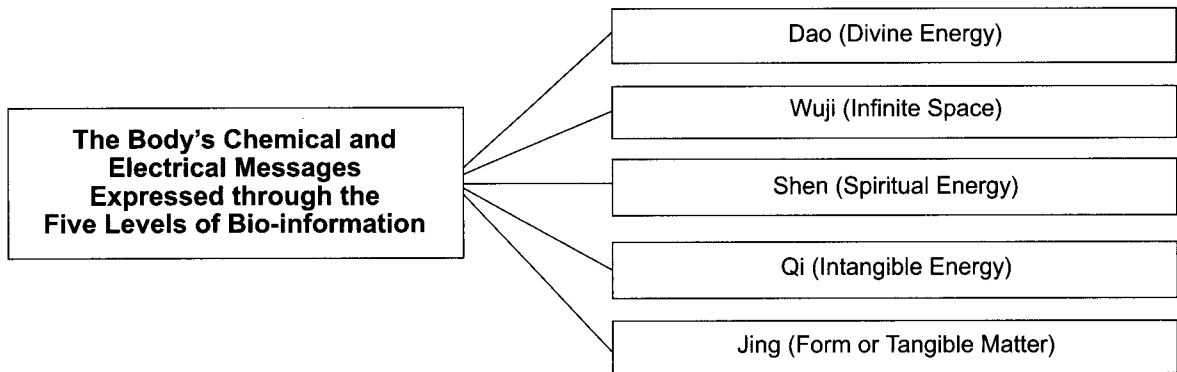 The Body's Chemical and
Electrical Messages
Expressed through the
Five Levels of Bio-information
Dao (Divine Energy)
Wuji (Infinite Space)
Shen (Spiritual Energy)
Qi (Intangible Energy)
Jing (Form or Tangible Matter)